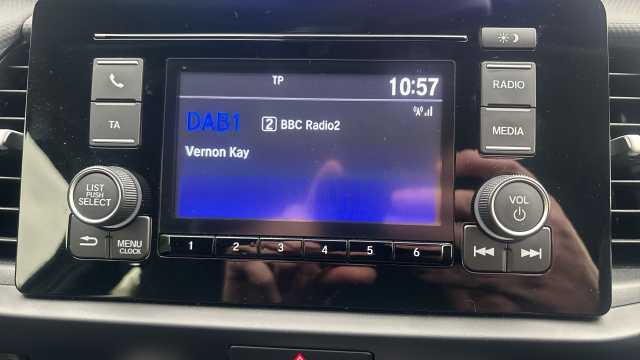 TP
10:57
DAB1
2 BBC Radio2
Vernon Kay
TA
LIST
PUSH
SELECT
MENU
CLOCK
RADIO
MEDIA
VOL
1 2 3 4 5 6